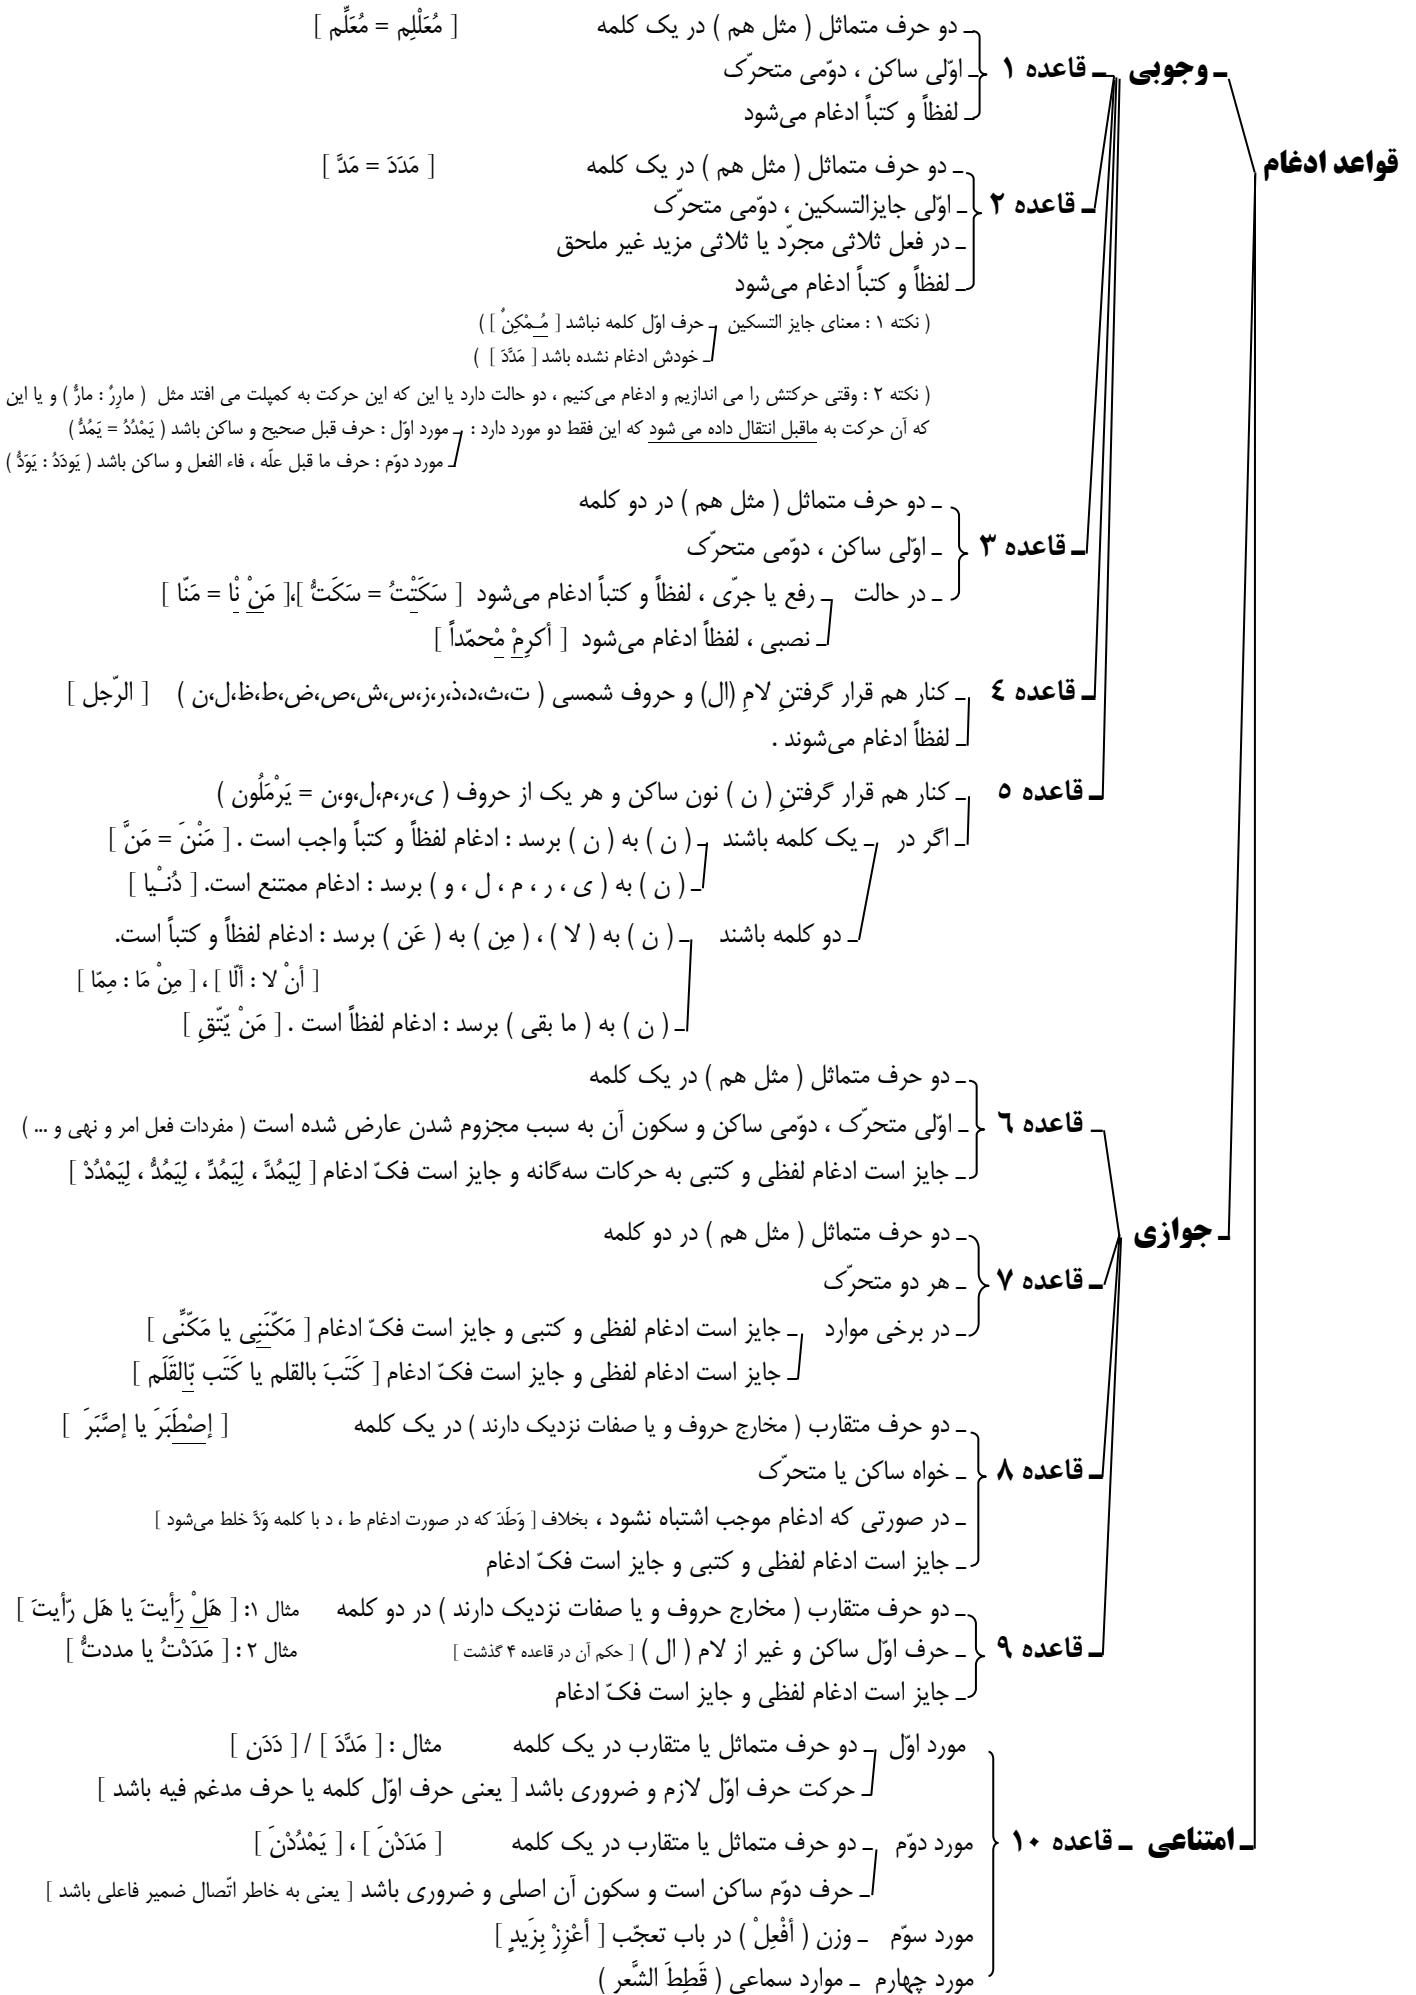 ـ دو حرف متماثل ( مثل هم ) در یک کلمه [ مُعَلْلِم = مُعَلِّم ]
قواعد ادغام ـ وجوبی ـ قاعده ۱ ـ اوّلی ساکن ، دوّمی متحرّک
ـ لفظاً و کتباً ادغام می‌شود
ـ دو حرف متماثل ( مثل هم ) در یک کلمه [ مَدَدَ = مَدَّ ]
ـ قاعده ۲ ـ اوّلی جایزالتسکین ، دوّمی متحرّک
ـ در فعل ثلاثی مجرّد یا ثلاثی مزید غیر ملحق
ـ لفظاً و کتباً ادغام می‌شود
( نکته ۱ : معنای جایز التسکین ـ حرف اوّل کلمه نباشد [ مُـمْکِنٌ ] )
ـ خودش ادغام نشده باشد [ مَدَّدَ ] )
( نکته ۲ : وقتی حرکتش را می اندازیم و ادغام می‌کنیم ، دو حالت دارد یا این که این حرکت به کمپلت می افتد مثل ( مارِرٌ : مارٌّ ) و یا این
که آن حرکت به ماقبل انتقال داده می شود که این فقط دو مورد دارد : ـ مورد اوّل : حرف قبل صحیح و ساکن باشد ( یَمْدُدُ = یَمُدُّ )
ـ مورد دوّم : حرف ما قبل علّه ، فاء الفعل و ساکن باشد ( یَودَدُ : یَوَدُّ )
ـ دو حرف متماثل ( مثل هم ) در دو کلمه
ـ قاعده ۳ ـ اوّلی ساکن ، دوّمی متحرّک
ـ در حالت ـ رفع یا جرّی ، لفظاً و کتباً ادغام می‌شود [ سَکَتْتُ = سَکَتُّ ]،[ مَنْ نْا = مَنّا ]
ـ نصبی ، لفظاً ادغام می‌شود [ أکرِمْ مْحمّداً ]
ـ قاعده ٤ ـ کنار هم قرار گرفتنِ لامِ (ال) و حروف شمسی ( ت،ث،د،ذ،ر،ز،س،ش،ص،ض،ط،ظ،ل،ن ) [ الرّجل ]
ـ لفظاً ادغام می‌شوند .
ـ قاعده ٥ ـ کنار هم قرار گرفتنِ ( ن ) نون ساکن و هر یک از حروف ( ی،ر،م،ل،و،ن = یَرْمَلُون )
ـ اگر در ـ یک کلمه باشند ـ ( ن ) به ( ن ) برسد : ادغام لفظاً و کتباً واجب است . [ مَنْنَ = مَنَّ ]
ـ ( ن ) به ( ی ، ر ، م ، ل ، و ) برسد : ادغام ممتنع است. [ دُنـْیا ]
ـ دو کلمه باشند ـ ( ن ) به ( لا ) ، ( مِن ) به ( عَن ) برسد : ادغام لفظاً و کتباً است.
[ أنْ لا : ألّا ] ، [ مِنْ مَا : مِمّا ]
ـ ( ن ) به ( ما بقی ) برسد : ادغام لفظاً است . [ مَنْ یّتّقِ ]
ـ دو حرف متماثل ( مثل هم ) در یک کلمه
ـ قاعده ٦ ـ اوّلی متحرّک ، دوّمی ساکن و سکون آن به سبب مجزوم شدن عارض شده است ( مفردات فعل امر و نهی و ... )
ـ جایز است ادغام لفظی و کتبی به حرکات سه‌گانه و جایز است فکّ ادغام [ لِیَمُدَّ ، لِیَمُدِّ ، لِیَمُدُّ ، لِیَمْدُدْ ]
ـ دو حرف متماثل ( مثل هم ) در دو کلمه
ـ جوازی
ـ قاعده ۷ ـ هر دو متحرّک
ـ در برخی موارد ـ جایز است ادغام لفظی و کتبی و جایز است فکّ ادغام [ مَکّنَنِی یا مَکّنِّی ]
ـ جایز است ادغام لفظی و جایز است فکّ ادغام [ کَتَبَ بالقلم یا کَتَب بّالقَلَم ]
ـ دو حرف متقارب ( مخارج حروف و یا صفات نزدیک دارند ) در یک کلمه [ إصْطَبَرَ یا إصَّبَرَ ]
ـ قاعده ۸ ـ خواه ساکن یا متحرّک
ـ در صورتی که ادغام موجب اشتباه نشود ، بخلاف [ وَطَدَ که در صورت ادغام ط ، د با کلمه وَدَّ خلط می‌شود ]
ـ جایز است ادغام لفظی و کتبی و جایز است فکّ ادغام
ـ دو حرف متقارب ( مخارج حروف و یا صفات نزدیک دارند ) در دو کلمه مثال ۱: [ هَلْ رَأیتَ یا هَل رّأیتَ ]
ـ قاعده ۹ ـ حرف اوّل ساکن و غیر از لام ( ال ) [ حکم آن در قاعده ۴ گذشت ] مثال ۲ : [ مَدَدْتُ یا مددتُّ ]
ـ جایز است ادغام لفظی و جایز است فکّ ادغام
مورد اوّل ـ دو حرف متماثل یا متقارب در یک کلمه مثال : [ مَدَّدَ ] / [ دَدَن ]
ـ حرکت حرف اوّل لازم و ضروری باشد [ یعنی حرف اوّل کلمه یا حرف مدغم فیه باشد ]
ـ امتناعی ـ قاعده ۱۰ مورد دوّم ـ دو حرف متماثل یا متقارب در یک کلمه [ مَدَدْنَ ] ، [ یَمْدُدْنَ ]
ـ حرف دوّم ساکن است و سکون آن اصلی و ضروری باشد [ یعنی به خاطر اتّصال ضمیر فاعلی باشد ]
مورد سوّم ـ وزن ( أفْعِلْ ) در باب تعجّب [ أعْزِزْ بِزَیدٍ ]
مورد چهارم ـ موارد سماعی ( قَطِطَ الشَّعر )